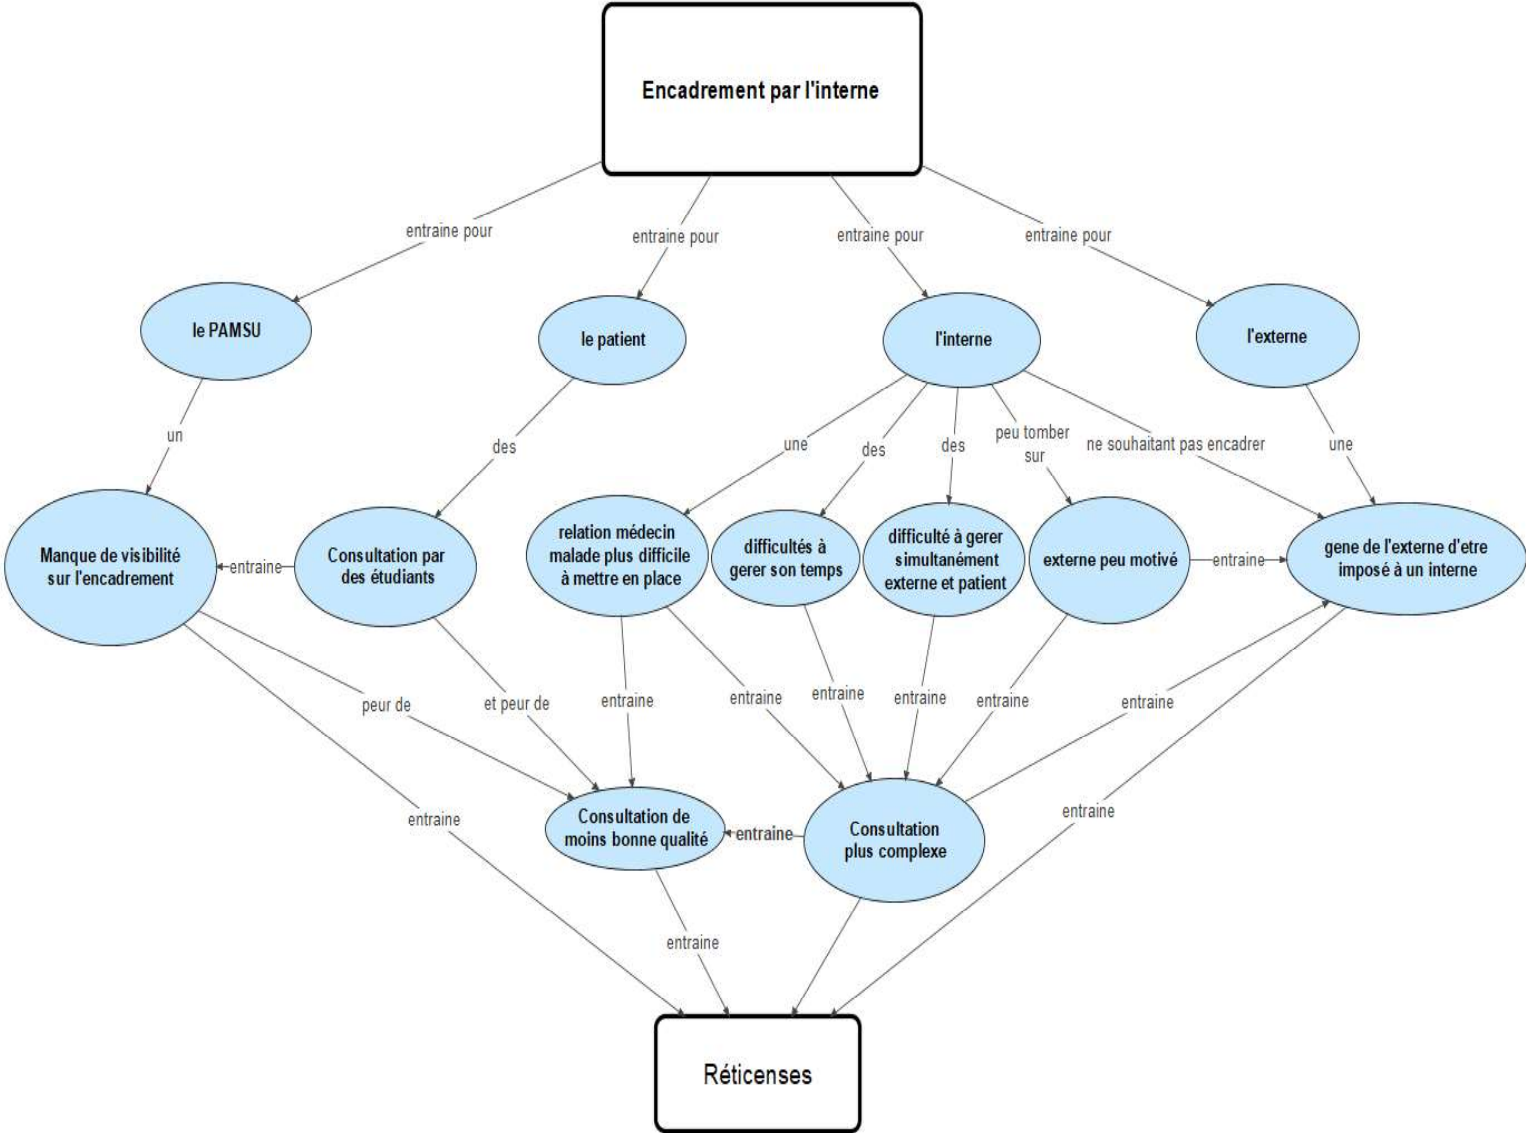 Encadrement par l'interne
entraine pour
entraine pour
entraine pour
entraine pour
le PAMSU
le patient
l'interne
l'externe
un
des
une
des
des
peu tomber
sur
ne souhaitant pas encadrer
une
Manque de visibilité
sur l'encadrement
entraine
Consultation par
des étudiants
relation médecin
malade plus difficile
à mettre en place
difficultés à
gerer son temps
difficulté à gerer
simultanément
externe et patient
externe peu motivé
entraine
gene de l'externe d'etre
imposé à un interne
peur de
et peur de
entraine
entraine
entraine
entraine
entraine
entraine
entraine
Consultation de
moins bonne qualité
entraine
Consultation
plus complexe
entraine
entraine
Réticenses